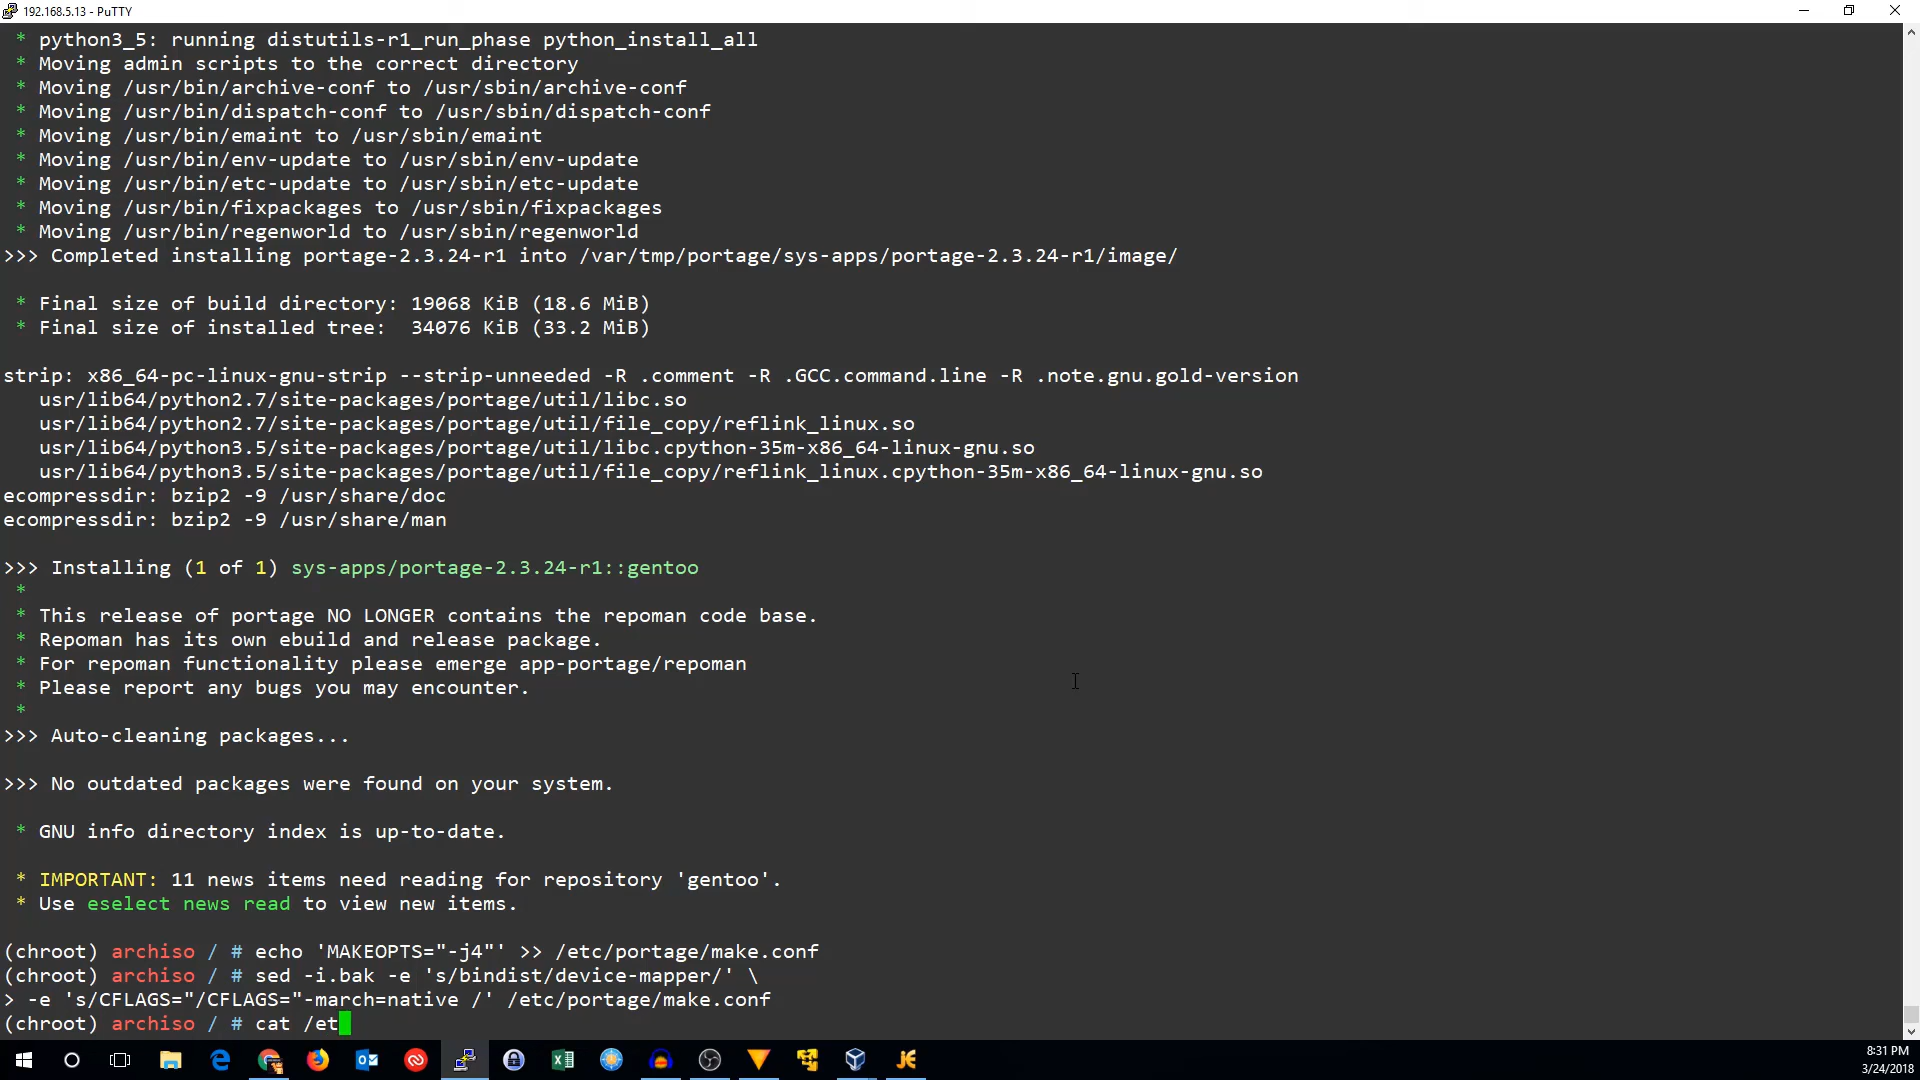 192.168.5.13 - PuTTY
* python3_5: running distutils-r1_run_phase python_install_all
* Moving admin scripts to the correct directory
* Moving /usr/bin/archive-conf to /usr/sbin/archive-conf
* Moving /usr/bin/dispatch-conf to /usr/sbin/dispatch-conf
* Moving /usr/bin/emaint to /usr/sbin/emaint
* Moving /usr/bin/env-update to /usr/sbin/env-update
* Moving /usr/bin/etc-update to /usr/sbin/etc-update
* Moving /usr/bin/fixpackages to /usr/sbin/fixpackages
* Moving /usr/bin/regenworld to /usr/sbin/regenworld
>>> Completed installing portage-2.3.24-r1 into /var/tmp/portage/sys-apps/portage-2.3.24-r1/image/
* Final size of build directory: 19068 KiB (18.6 MiB)
* Final size of installed tree:  34076 KiB (33.2 MiB)
strip: x86_64-pc-linux-gnu-strip --strip-unneeded -R .comment -R .GCC.command.line -R .note.gnu.gold-version
usr/lib64/python2.7/site-packages/portage/util/libc.so
usr/lib64/python2.7/site-packages/portage/util/file_copy/reflink_linux.so
usr/lib64/python3.5/site-packages/portage/util/libc.cpython-35m-x86_64-linux-gnu.so
usr/lib64/python3.5/site-packages/portage/util/file_copy/reflink_linux.cpython-35m-x86_64-linux-gnu.so
ecompressdir: bzip2 -9 /usr/share/doc
ecompressdir: bzip2 -9 /usr/share/man
>>> Installing (1 of 1) sys-apps/portage-2.3.24-r1::gentoo
*
* This release of portage NO LONGER contains the repoman code base.
* Repoman has its own ebuild and release package.
* For repoman functionality please emerge app-portage/repoman
* Please report any bugs you may encounter.
*
>>> Auto-cleaning packages...
>>> No outdated packages were found on your system.
* GNU info directory index is up-to-date.
* IMPORTANT: 11 news items need reading for repository 'gentoo'.
* Use eselect news read to view new items.
(chroot) archiso / # echo 'MAKEOPTS="-j4"' >> /etc/portage/make.conf
(chroot) archiso / # sed -i.bak -e 's/bindist/device-mapper/' \
> -e 's/CFLAGS="/CFLAGS="-march=native /' /etc/portage/make.conf
(chroot) archiso / # cat /et
8:31 PM
3/24/2018